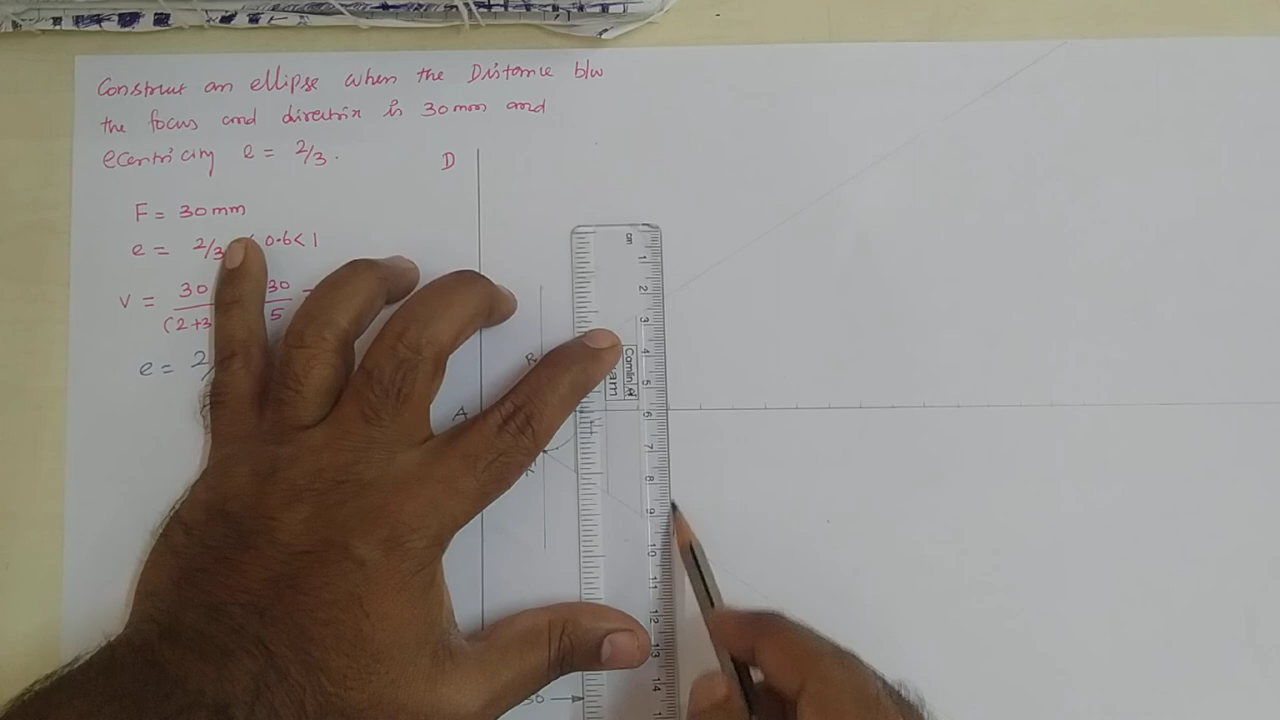 Construct an ellipse when the Distance b/w
the focus and directrix is 30mm and
eccentricity e = 2/3.
D
F = 30mm
e = 2/3 0.6<1
V = 30 30
(2+3 5
e = 2/
A
cm 1 2 3 4 5 6 7 8 9 10 11 12 13 14
Camlin